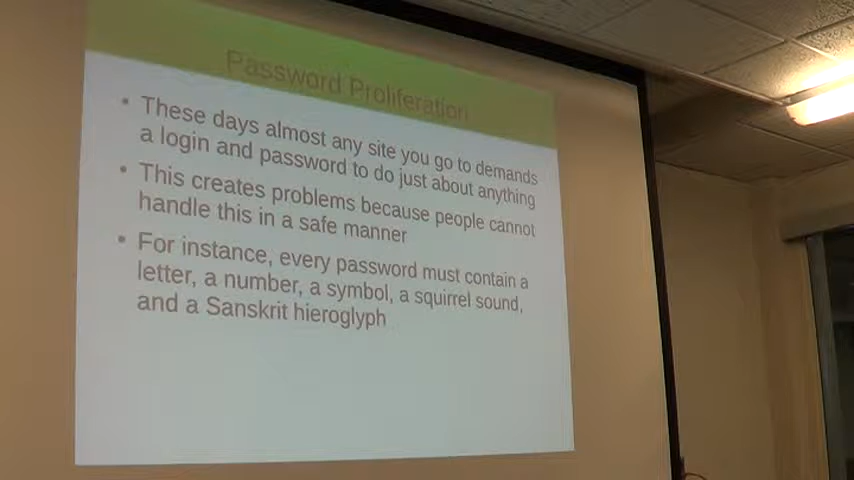 Password Proliferation
• These days almost any site you go to demands
a login and password to do just about anything
• This creates problems because people cannot
handle this in a safe manner
• For instance, every password must contain a
letter, a number, a symbol, a squirrel sound,
and a Sanskrit hieroglyph